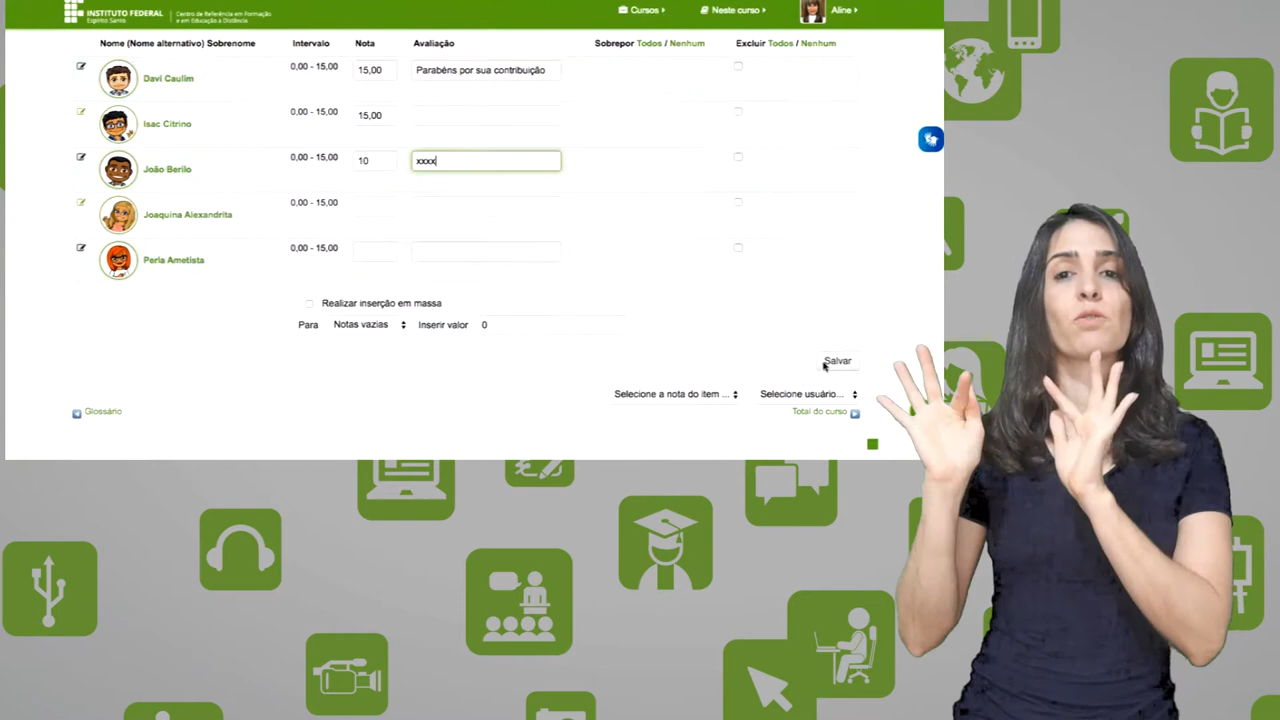 INSTITUTO FEDERAL
Espírito Santo
Centro de Referência em Formação
e em Educação a Distância
Cursos
Neste curso
Aline
Nome (Nome alternativo) Sobrenome Intervalo Nota Avaliação Sobrepor Todos / Nenhum Excluir Todos / Nenhum
Davi Caulim 0,00 - 15,00 15,00 Parabéns por sua contribuição
Isac Citrino 0,00 - 15,00 15,00
João Berilo 0,00 - 15,00 10 xxxx
Joaquina Alexandrita 0,00 - 15,00
Perla Ametista 0,00 - 15,00
Realizar inserção em massa
Para Notas vazias Inserir valor 0
Salvar
Selecione a nota do item ... Selecione usuário...
Glossário Total do curso